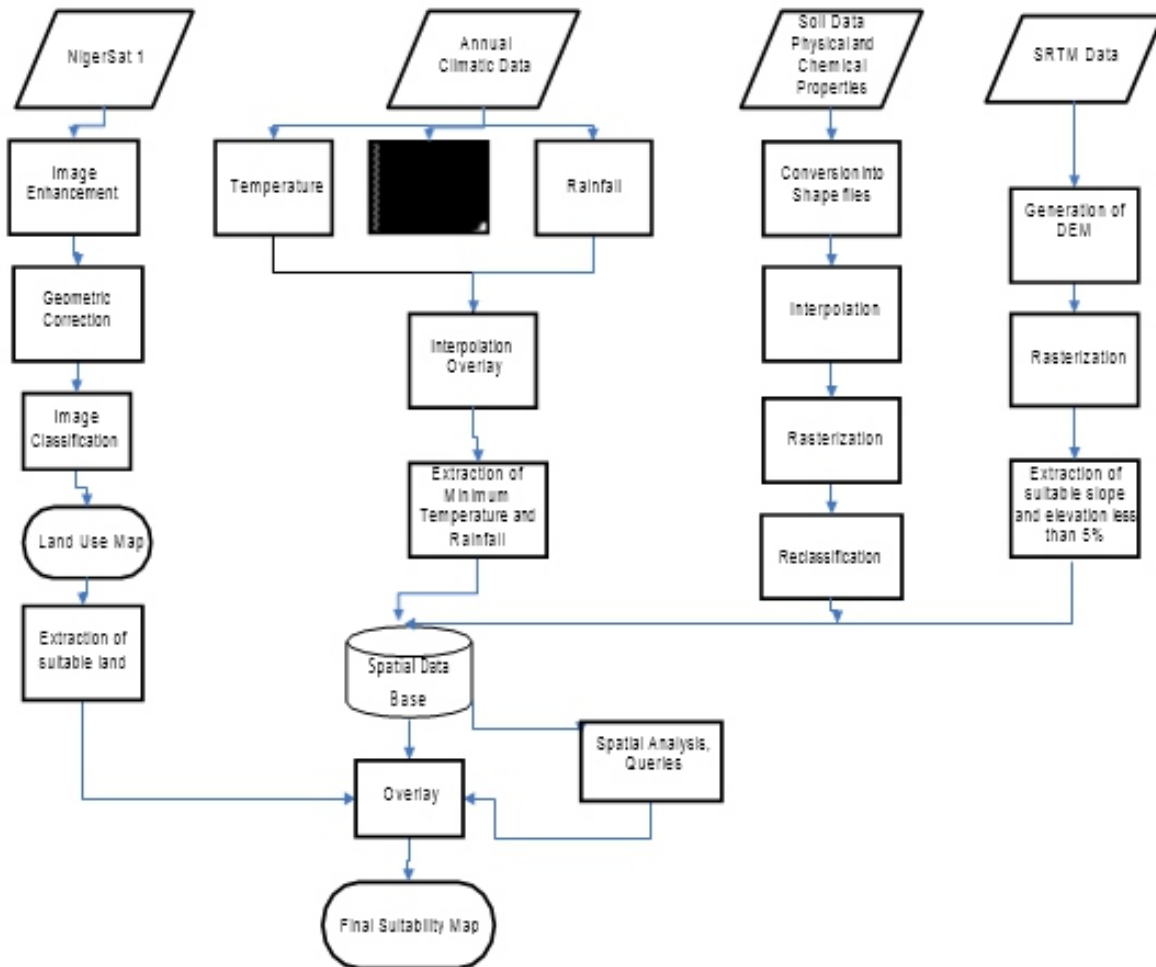 NigerSat 1
Image
Enhancement
Geometric
Correction
Image
Classification
Land Use Map
Extraction of
suitable land
Annual
Climatic Data
Temperature
Rainfall
Interpolation
Overlay
Extraction of
Minimum
Temperature and
Rainfall
Soil Data
Physical and
Chemical
Properties
Conversion into
Shape files
Interpolation
Rasterization
Reclassification
SRTM Data
Generation of
DEM
Rasterization
Extraction of
suitable slope
and elevation less
than 5%
Spatial Data
Base
Spatial Analysis,
Queries
Overlay
Final Suitability Map